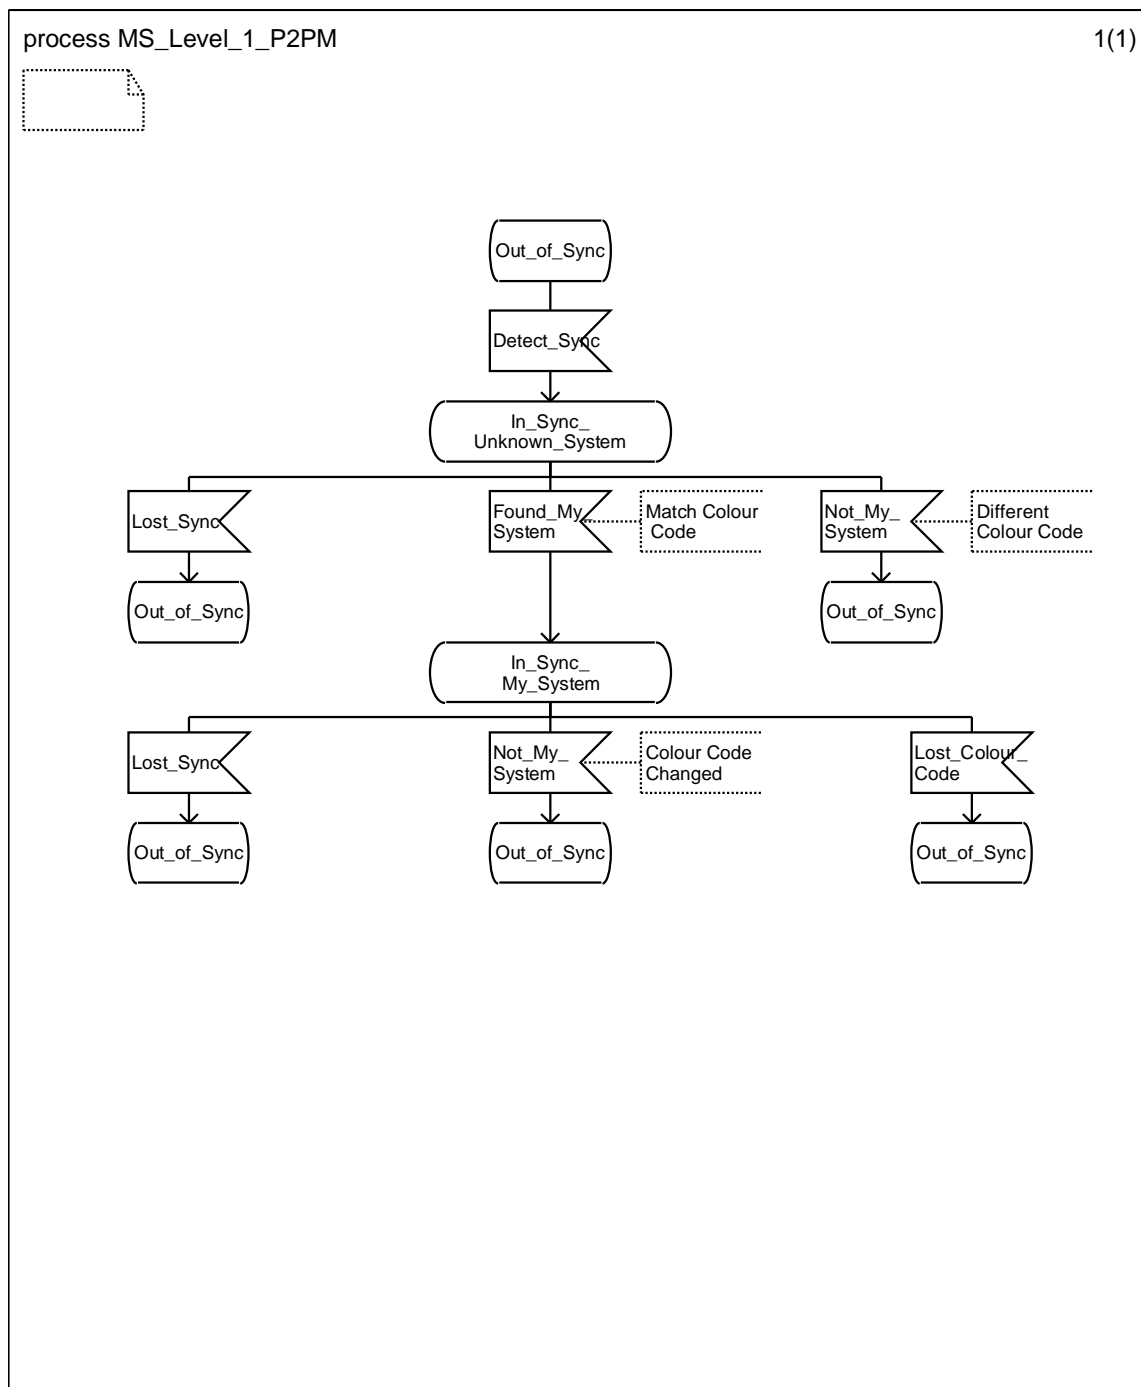 process MS_Level_1_P2PM
1(1)
Out_of_Sync
Detect_Sync
In_Sync_
Unknown_System
Lost_Sync
Found_My_
System
Match Colour
Code
Not_My_
System
Different
Colour Code
Out_of_Sync
Out_of_Sync
In_Sync_
My_System
Lost_Sync
Not_My_
System
Colour Code
Changed
Lost_Colour_
Code
Out_of_Sync
Out_of_Sync
Out_of_Sync